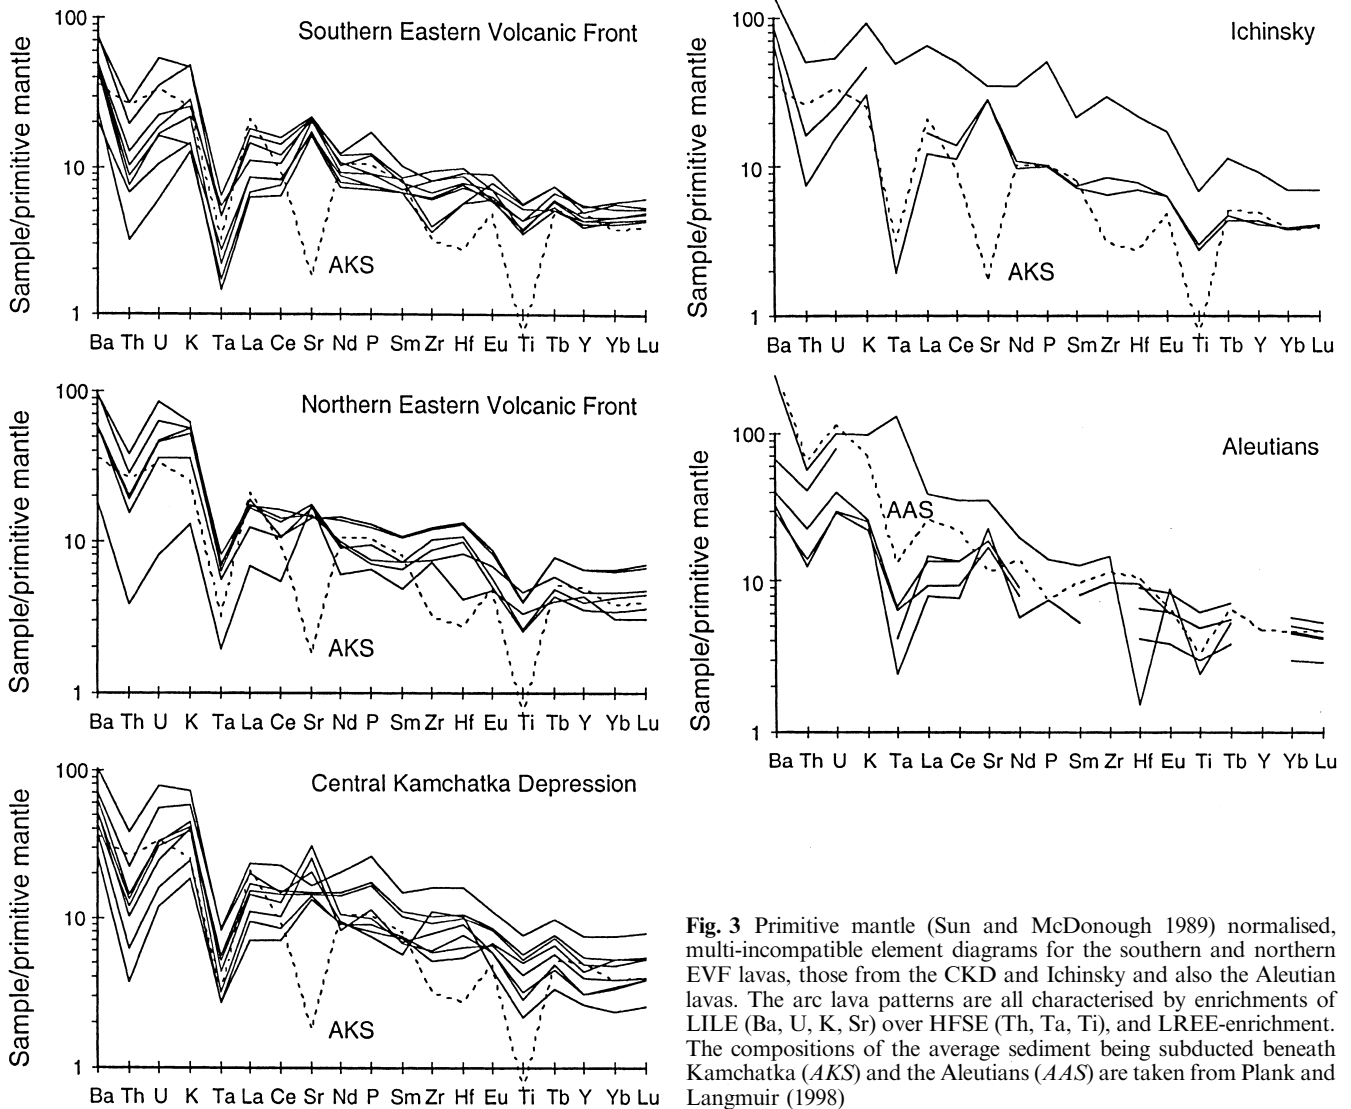 Southern Eastern Volcanic Front
Sample/primitive mantle
100
10
1
AKS
Ba Th U K Ta La Ce Sr Nd P Sm Zr Hf Eu Ti Tb Y Yb Lu
Ichinsky
Sample/primitive mantle
100
10
1
AKS
Ba Th U K Ta La Ce Sr Nd P Sm Zr Hf Eu Ti Tb Y Yb Lu
Northern Eastern Volcanic Front
Sample/primitive mantle
100
10
1
AKS
Ba Th U K Ta La Ce Sr Nd P Sm Zr Hf Eu Ti Tb Y Yb Lu
Aleutians
Sample/primitive mantle
100
10
1
AAS
Ba Th U K Ta La Ce Sr Nd P Sm Zr Hf Eu Ti Tb Y Yb Lu
Central Kamchatka Depression
Sample/primitive mantle
100
10
1
AKS
Ba Th U K Ta La Ce Sr Nd P Sm Zr Hf Eu Ti Tb Y Yb Lu
Fig. 3 Primitive mantle (Sun and McDonough 1989) normalised,
multi-incompatible element diagrams for the southern and northern
EVF lavas, those from the CKD and Ichinsky and also the Aleutian
lavas. The arc lava patterns are all characterised by enrichments of
LILE (Ba, U, K, Sr) over HFSE (Th, Ta, Ti), and LREE-enrichment.
The compositions of the average sediment being subducted beneath
Kamchatka (AKS) and the Aleutians (AAS) are taken from Plank and
Langmuir (1998)